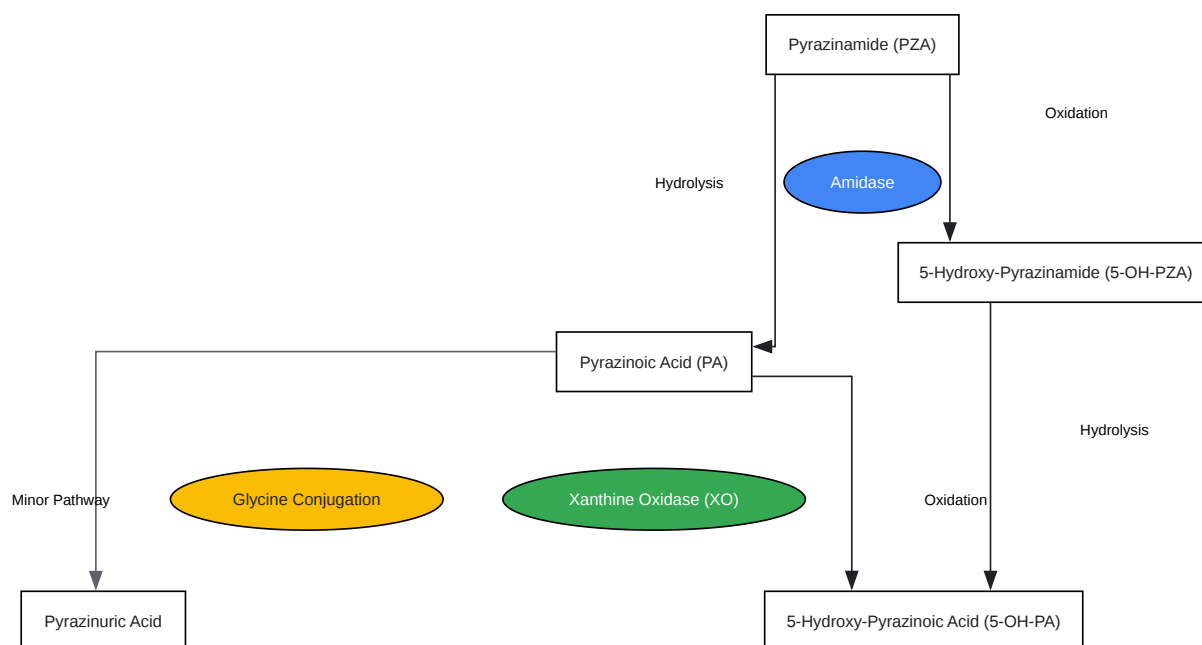 Pyrazinamide (PZA)
Oxidation
Hydrolysis
Amidase
5-Hydroxy-Pyrazinamide (5-OH-PZA)
Pyrazinoic Acid (PA)
Hydrolysis
Minor Pathway
Glycine Conjugation
Xanthine Oxidase (XO)
Oxidation
Pyrazinuric Acid
5-Hydroxy-Pyrazinoic Acid (5-OH-PA)